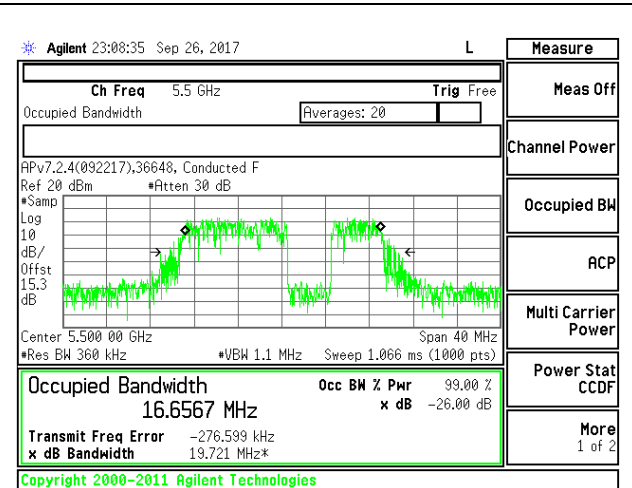 Agilent 23:08:35 Sep 26, 2017 L
Measure
Ch Freq 5.5 GHz Trig Free
Occupied Bandwidth Averages: 20
Meas Off
Channel Power
Occupied BW
ACP
Multi Carrier
Power
Power Stat
CCDF
More
1 of 2
APv7.2.4(092217),36648, Conducted F
Ref 20 dBm #Atten 30 dB
#Samp
Log
10
dB/
Offst
15.3
dB
Center 5.500 00 GHz Span 40 MHz
#Res BW 360 kHz #VBW 1.1 MHz Sweep 1.066 ms (1000 pts)
Occupied Bandwidth Occ BW % Pwr 99.00 %
16.6567 MHz x dB -26.00 dB
Transmit Freq Error -276.599 kHz
x dB Bandwidth 19.721 MHz*
Copyright 2000-2011 Agilent Technologies